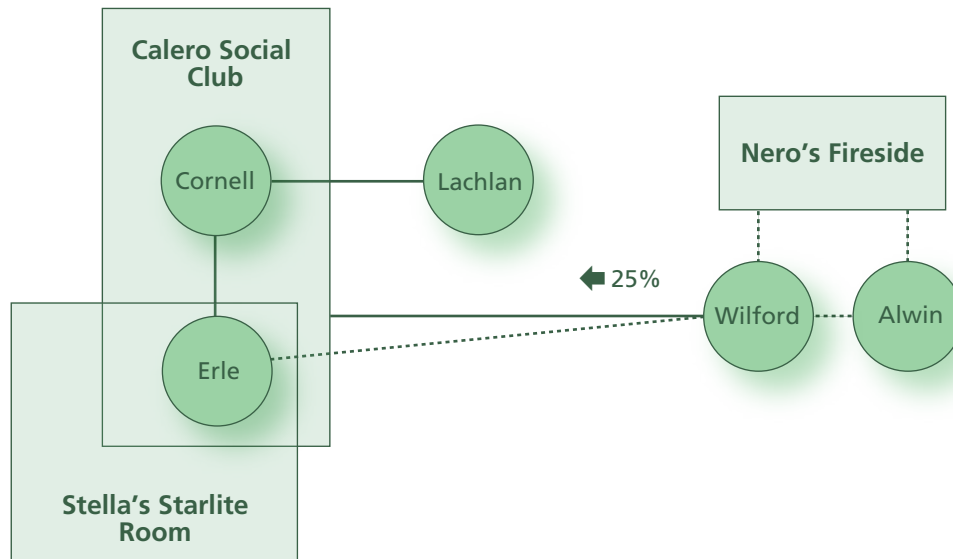 Calero Social
Club
Cornell
Lachlan
Nero’s Fireside
25%
Wilford
Alwin
Erle
Stella’s Starlite
Room